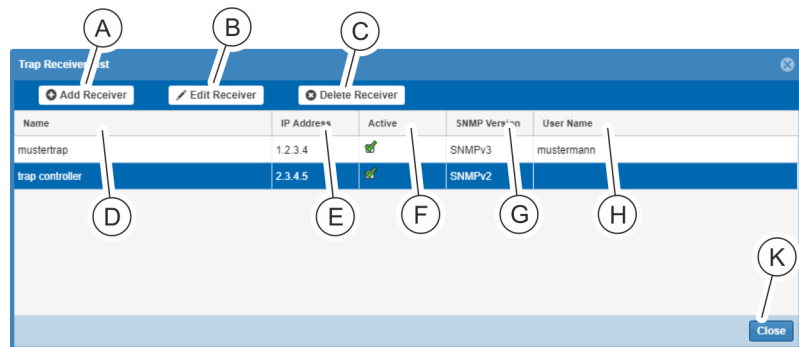 A
B
C
Trap Receiver List
Add Receiver
Edit Receiver
Delete Receiver
Name
IP Address
Active
SNMP Version
User Name
mustertrap
1.2.3.4
SNMPv3
mustermann
trap controller
2.3.4.5
SNMPv2
D
E
F
G
H
K
Close